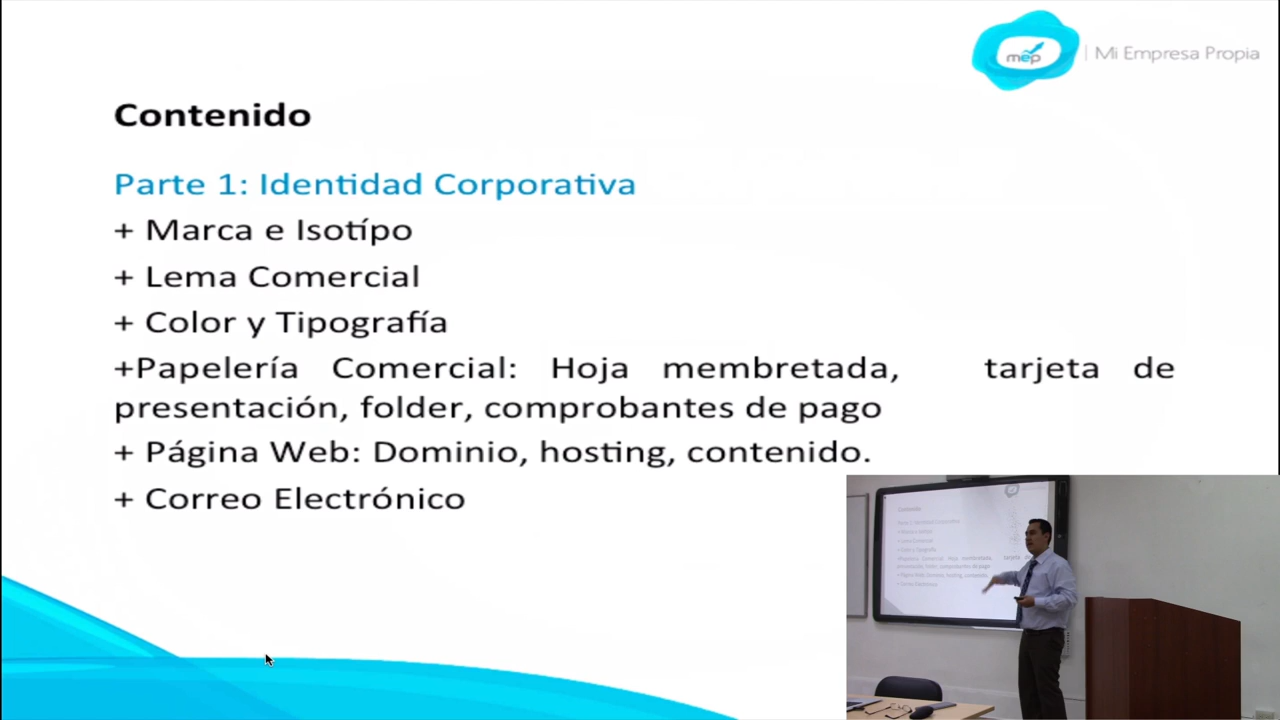 mep | Mi Empresa Propia
Contenido
Parte 1: Identidad Corporativa
+ Marca e Isotípo
+ Lema Comercial
+ Color y Tipografía
+Papelería Comercial: Hoja membretada, tarjeta de
presentación, folder, comprobantes de pago
+ Página Web: Dominio, hosting, contenido.
+ Correo Electrónico